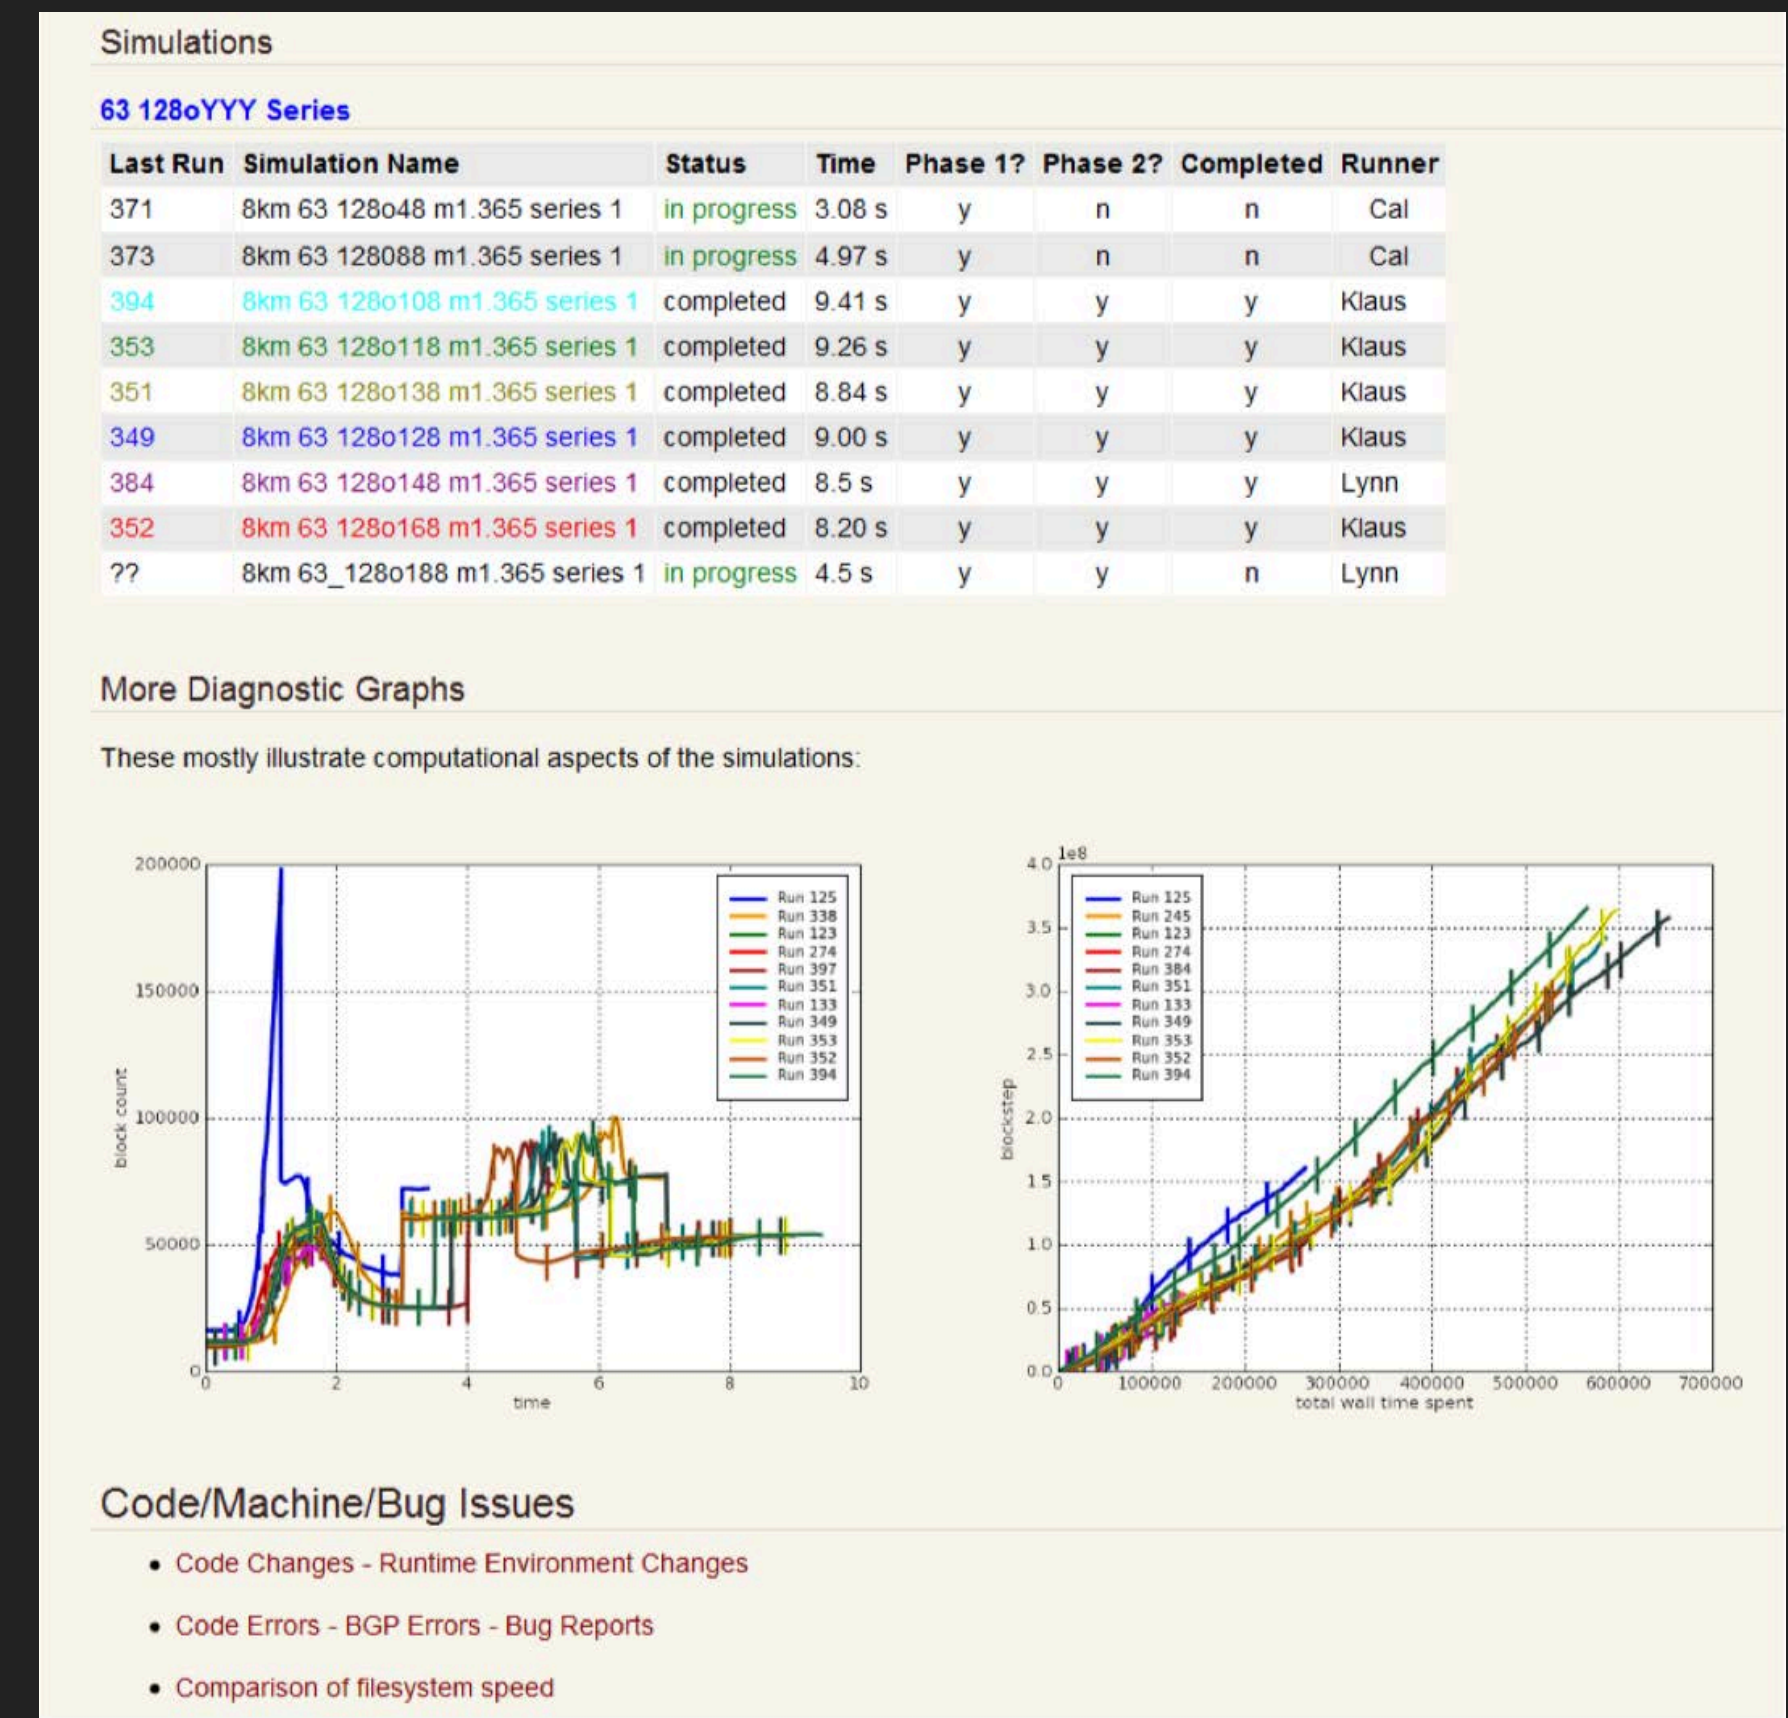 Simulations
63 128oYYY Series
Last Run Simulation Name Status Time Phase 1? Phase 2? Completed Runner
371 8km 63 128o48 m1.365 series 1 in progress 3.08 s y n n Cal
373 8km 63 128088 m1.365 series 1 in progress 4.97 s y n n Cal
394 8km 63 128o108 m1.365 series 1 completed 9.41 s y y y Klaus
353 8km 63 128o118 m1.365 series 1 completed 9.26 s y y y Klaus
351 8km 63 128o138 m1.365 series 1 completed 8.84 s y y y Klaus
349 8km 63 128o128 m1.365 series 1 completed 9.00 s y y y Klaus
384 8km 63 128o148 m1.365 series 1 completed 8.5 s y y y Lynn
352 8km 63 128o168 m1.365 series 1 completed 8.20 s y y y Klaus
?? 8km 63_128o188 m1.365 series 1 in progress 4.5 s y y n Lynn
More Diagnostic Graphs
These mostly illustrate computational aspects of the simulations:
200000
150000
100000
50000
0
block count
Run 125
Run 338
Run 123
Run 274
Run 397
Run 351
Run 133
Run 349
Run 353
Run 352
Run 394
0 2 4 6 8 10
time
1e8
4.0
3.5
3.0
2.5
2.0
1.5
1.0
0.5
0.0
blockstep
Run 125
Run 245
Run 123
Run 274
Run 384
Run 351
Run 133
Run 349
Run 353
Run 352
Run 394
0 100000 200000 300000 400000 500000 600000 700000
total wall time spent
Code/Machine/Bug Issues
• Code Changes - Runtime Environment Changes
• Code Errors - BGP Errors - Bug Reports
• Comparison of filesystem speed